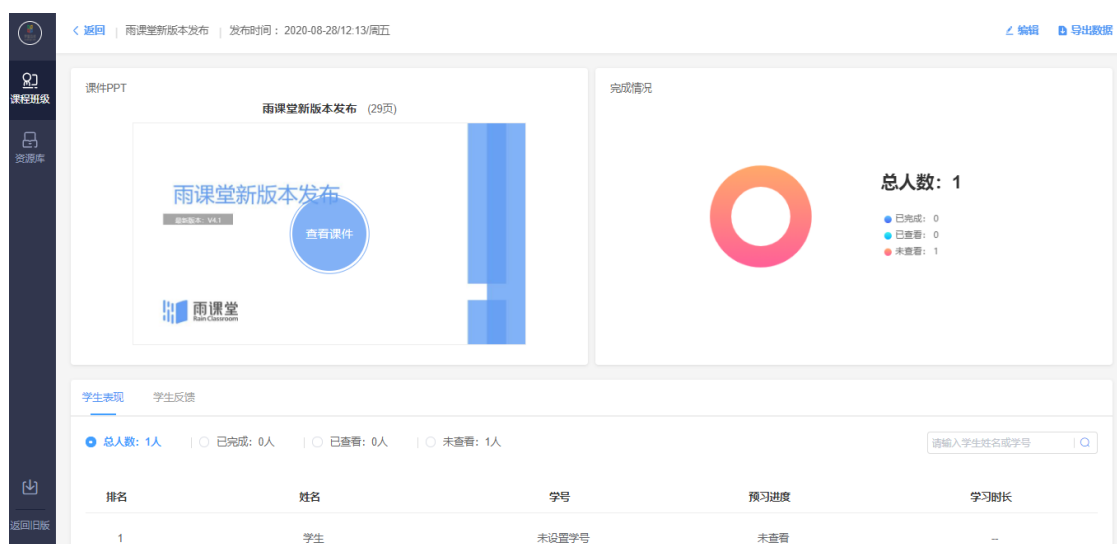 返回 | 雨课堂新版本发布 | 发布时间：2020-08-28/12:13/周五
编辑 导出数据
课程班级
资源库
返回旧版
课件PPT
雨课堂新版本发布 (29页)
雨课堂新版本发布
最新版本：V4.1
查看课件
雨课堂
Rain Classroom
完成情况
总人数：1
已完成：0
已查看：0
未查看：1
学生表现 学生反馈
总人数：1人 | 已完成：0人 | 已查看：0人 | 未查看：1人
请输入学生姓名或学号
排名 姓名 学号 预习进度 学习时长
1 学生 未设置学号 未查看 --